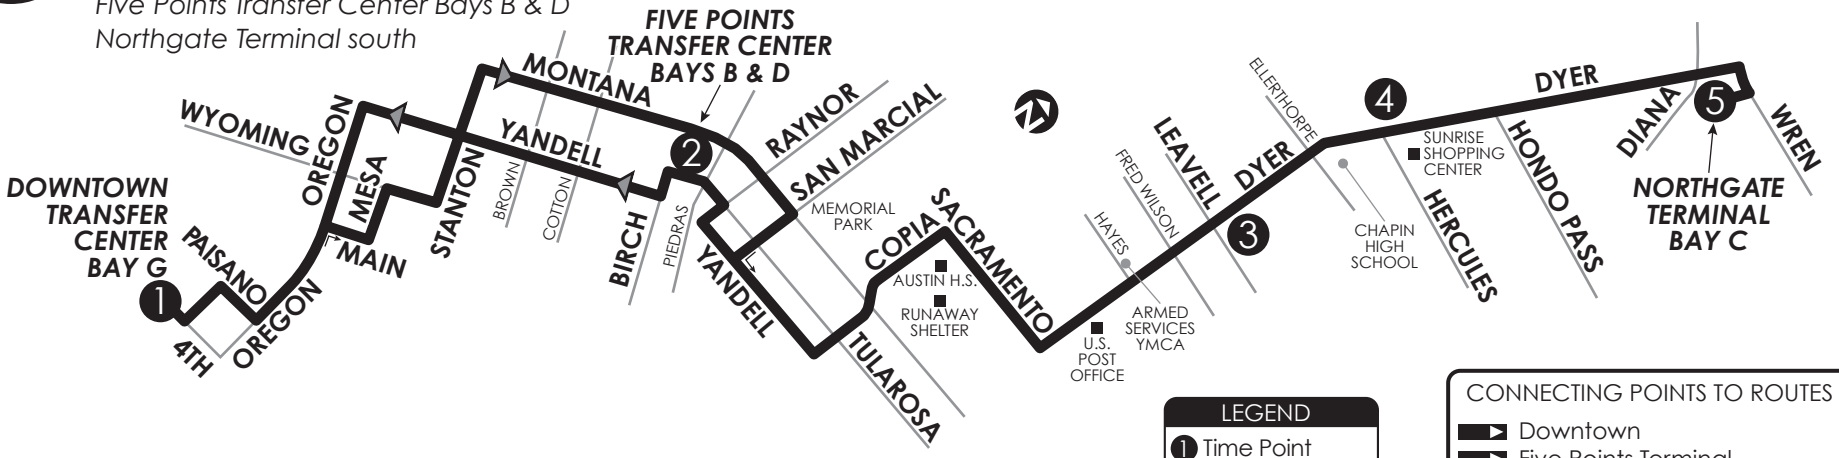 Five Points Transfer Center Bays B & D
Northgate Terminal south
FIVE POINTS
TRANSFER CENTER
BAYS B & D
WYOMING
OREGON
MESA
STANTON
MONTANA
YANDELL
BROWN
COTTON
2
BIRCH
PIEDRAS
RAYNOR
SAN MARCIAL
MEMORIAL
PARK
DOWNTOWN
TRANSFER
CENTER
BAY G
1
PAISANO
MAIN
4TH
OREGON
YANDELL
TULAROSA
COPIA
SACRAMENTO
AUSTIN H.S.
RUNAWAY
SHELTER
U.S.
POST
OFFICE
HAYES
FRED WILSON
ARMED
SERVICES
YMCA
LEAVELL
3
DYER
ELLERTHORPE
CHAPIN
HIGH
SCHOOL
4
SUNRISE
SHOPPING
CENTER
HERCULES
HONDO PASS
DYER
DIANA
5
WREN
NORTHGATE
TERMINAL
BAY C
LEGEND
1 Time Point
CONNECTING POINTS TO ROUTES
Downtown
Five Points Terminal